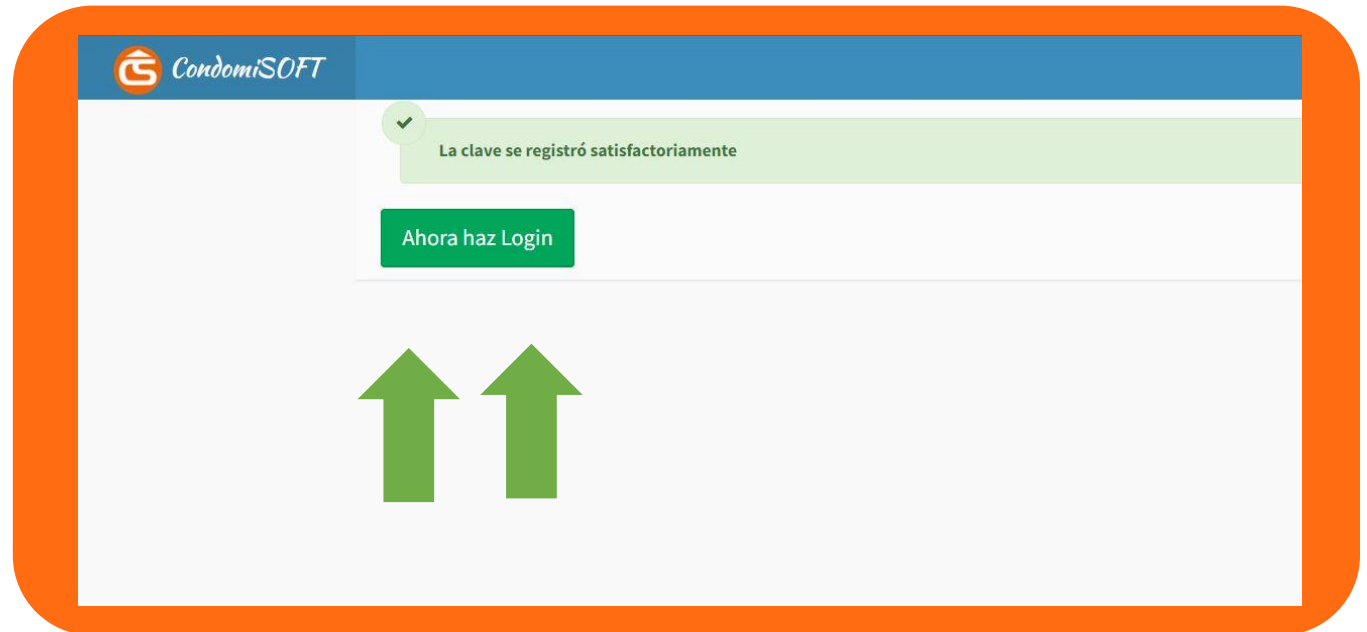 CondomiSOFT
La clave se registró satisfactoriamente
Ahora haz Login